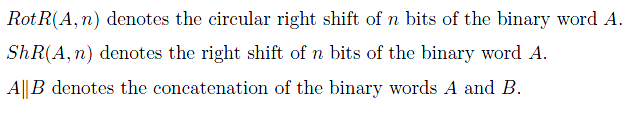 RotR(A, n) denotes the circular right shift of n bits of the binary word A.
ShR(A, n) denotes the right shift of n bits of the binary word A.
A‖B denotes the concatenation of the binary words A and B.